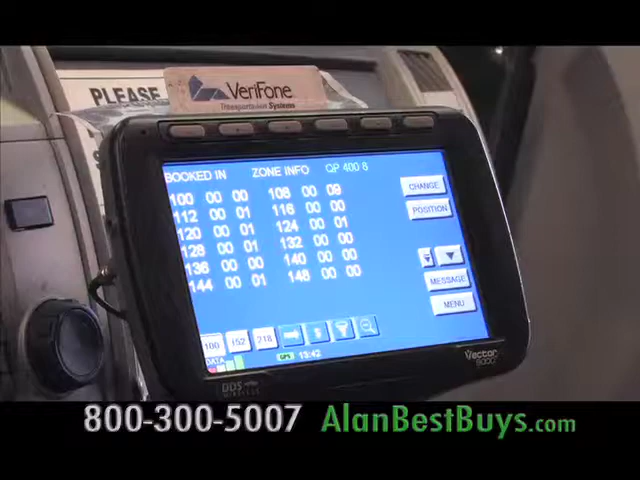 PLEASE
VeriFone
Transportation Systems
BOOKED IN ZONE INFO QP 400 8
100 00 00 108 00 09
112 00 01 116 00 00
120 00 01 124 00 01
128 00 01 132 00 00
136 00 00 140 00 00
144 00 01 148 00 00
CHANGE
POSITION
MESSAGE
MENU
100 152 218 $
DATA GPS 13:42
DDS
WIRELESS
Vector
9000
800-300-5007 AlanBestBuys.com